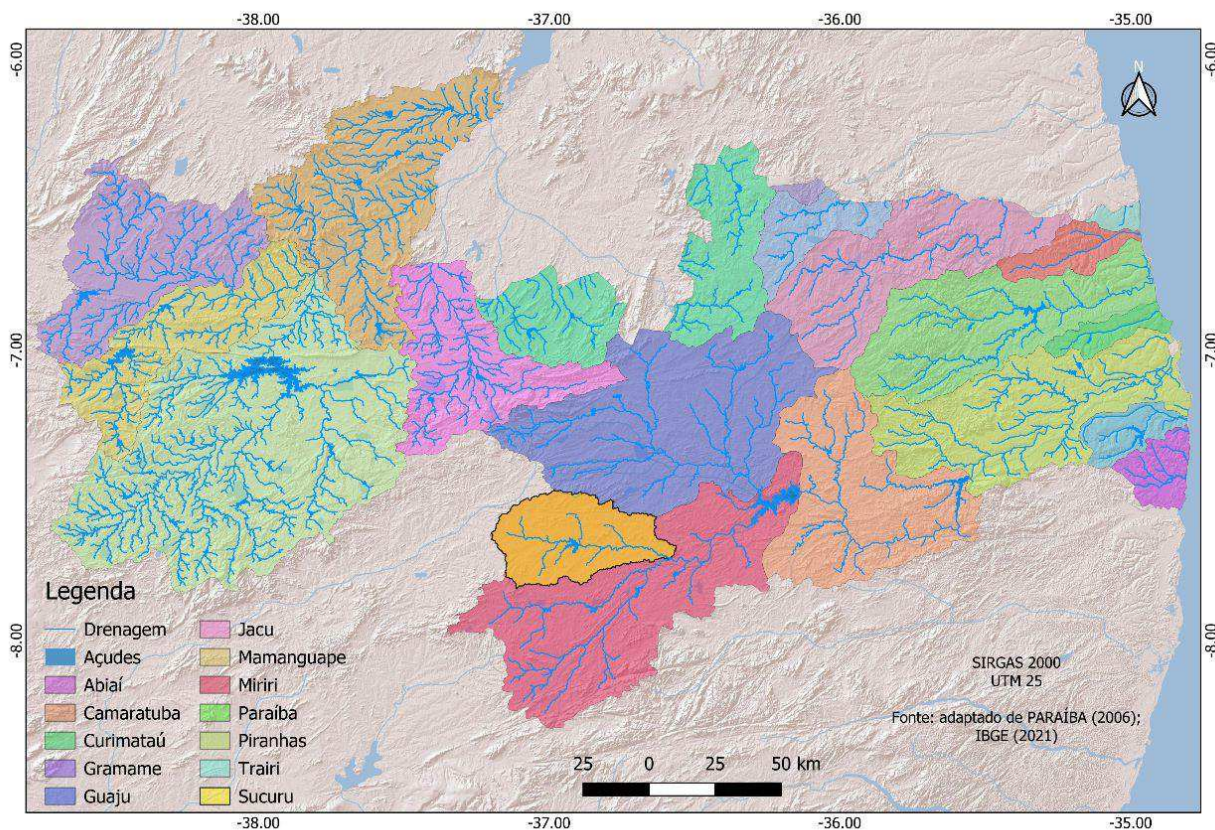 -38.00 -37.00 -36.00 -35.00
-6.00 -6.00
N
-7.00 -7.00
-8.00 -8.00
Legenda
Drenagem
Açudes
Abiaí
Camaratuba
Curimataú
Gramame
Guaju
Jacu
Mamanguape
Miriri
Paraíba
Piranhas
Trairi
Sucuru
SIRGAS 2000
UTM 25
Fonte: adaptado de PARAÍBA (2006);
IBGE (2021)
25 0 25 50 km
-38.00 -37.00 -36.00 -35.00